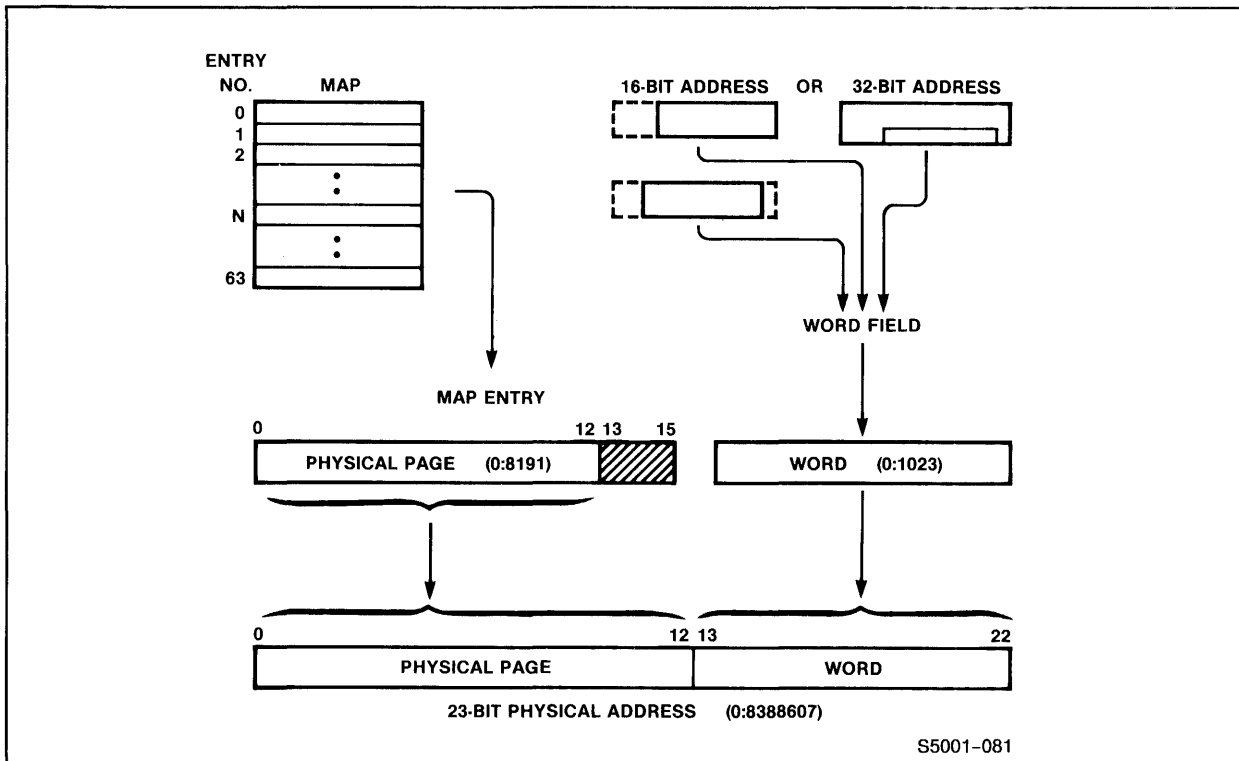 ENTRY
NO. MAP
0
1
2
N
63
16-BIT ADDRESS OR 32-BIT ADDRESS
WORD FIELD
MAP ENTRY
0 12 13 15
PHYSICAL PAGE (0:8191)
WORD (0:1023)
0 12 13 22
PHYSICAL PAGE WORD
23-BIT PHYSICAL ADDRESS (0:8388607)
S5001-081